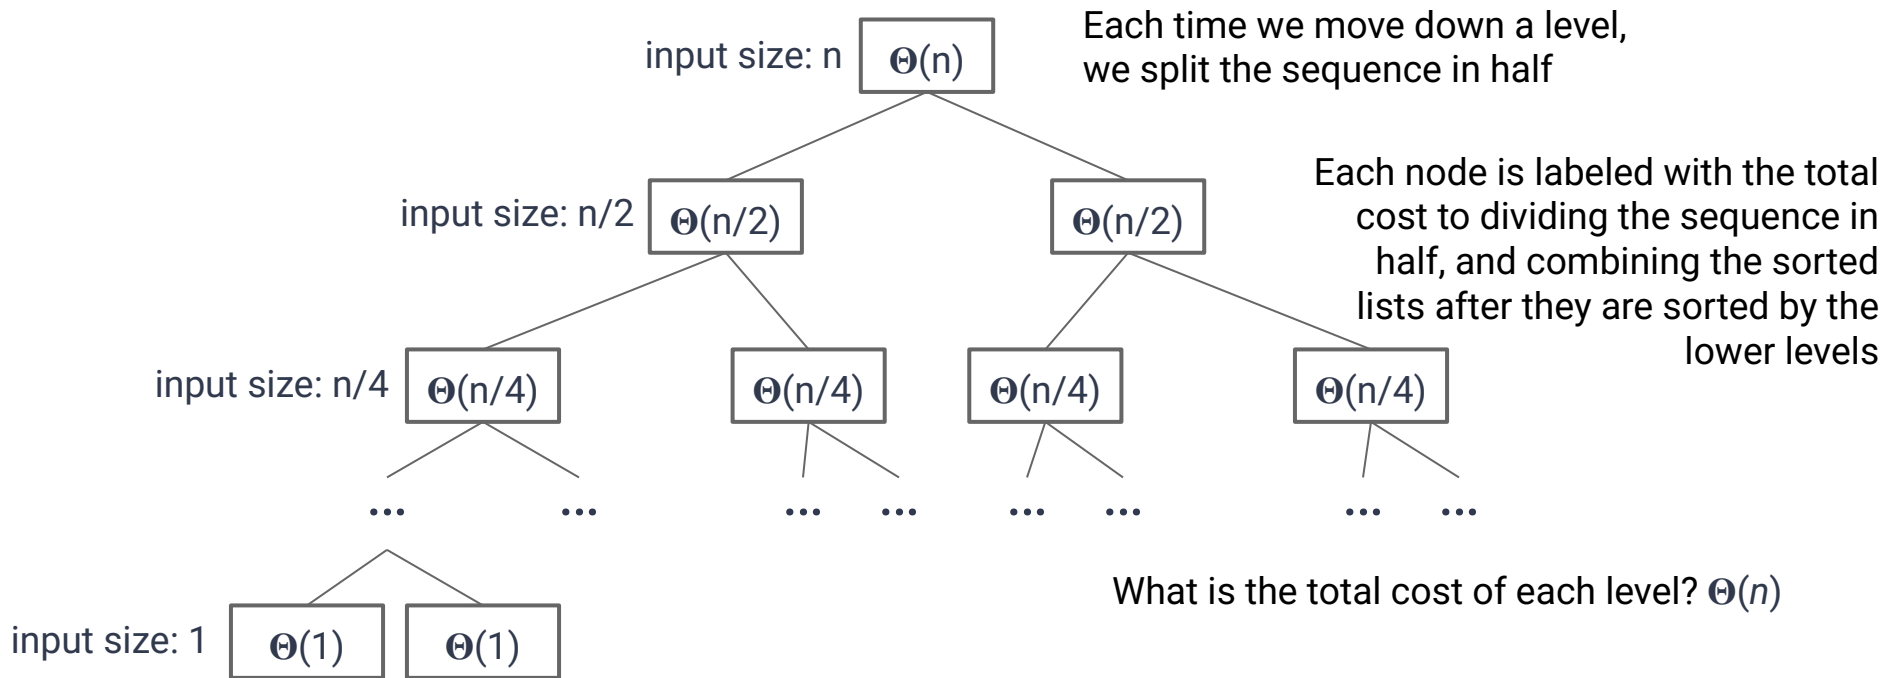 input size: n
Θ(n)
Each time we move down a level,
we split the sequence in half
input size: n/2
Θ(n/2)
Θ(n/2)
Each node is labeled with the total
cost to dividing the sequence in
half, and combining the sorted
lists after they are sorted by the
lower levels
input size: n/4
Θ(n/4)
Θ(n/4)
Θ(n/4)
Θ(n/4)
... ... ... ... ... ... ... ...
What is the total cost of each level? Θ(n)
input size: 1
Θ(1)
Θ(1)